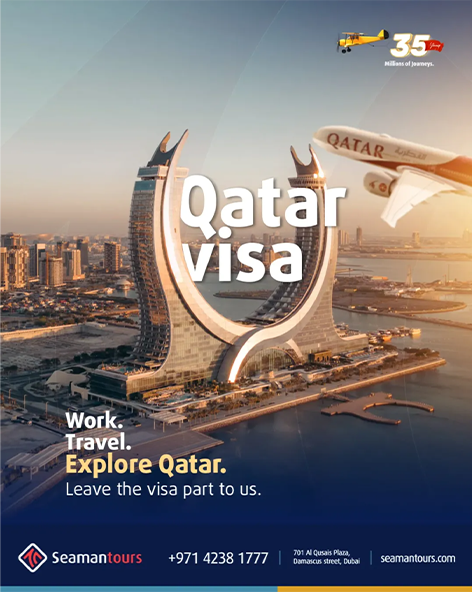 35 Years
Millions of Journeys.
QATAR
Qatar
visa
Work.
Travel.
Explore Qatar.
Leave the visa part to us.
Seamantours
+971 4238 1777
701 Al Qusais Plaza,
Damascus street, Dubai
seamantours.com